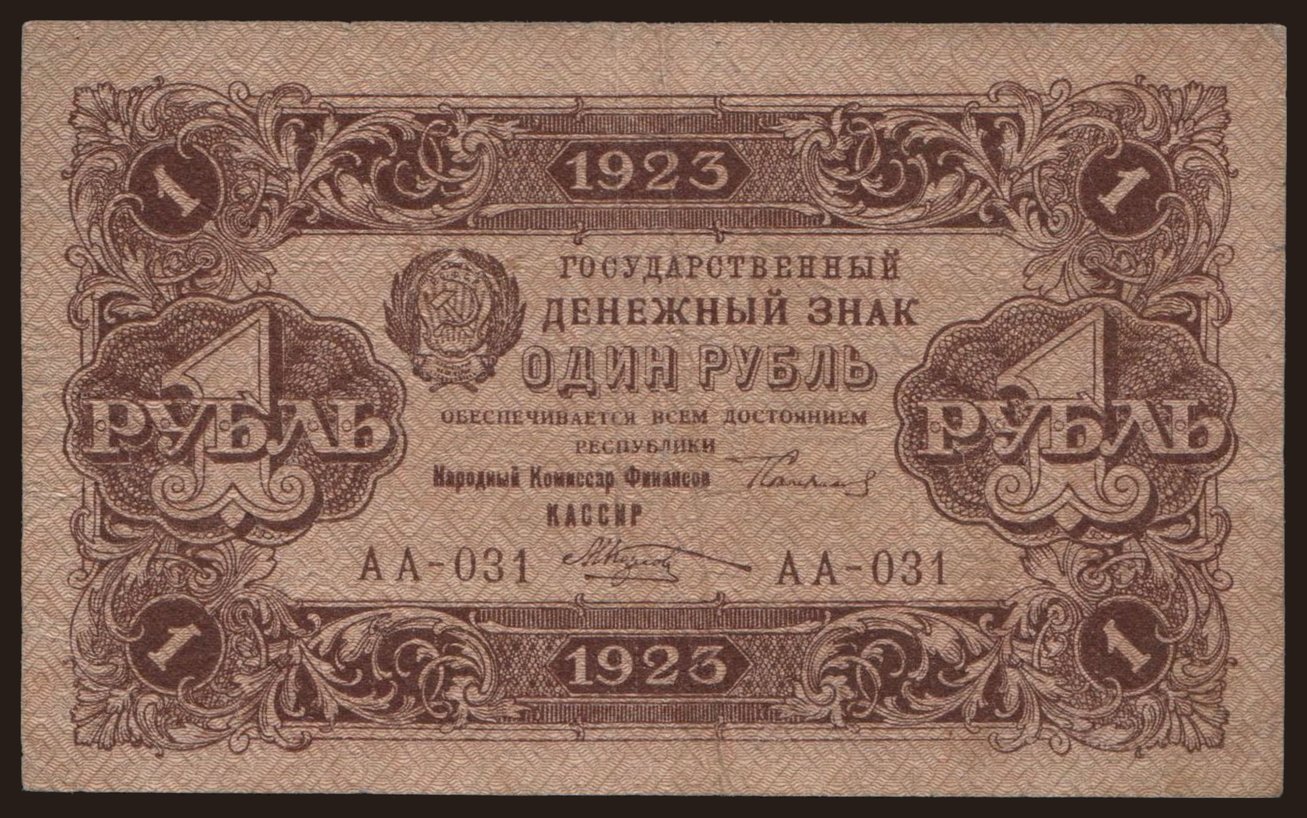 1923
1 1
ГОСУДАРСТВЕННЫЙ
ДЕНЕЖНЫЙ ЗНАК
ОДИН РУБЛЬ
1 РУБЛЬ 1 РУБЛЬ
ОБЕСПЕЧИВАЕТСЯ ВСЕМ ДОСТОЯНИЕМ
РЕСПУБЛИКИ
Народный Комиссар Финансов
КАССИР
АА-031 АА-031
1 1
1923